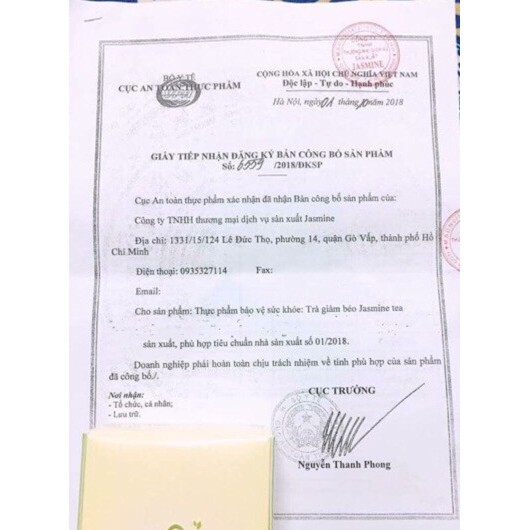 CÔNG TY
TNHH
JASMINE
BỘ Y TẾ
CỤC AN TOÀN THỰC PHẨM
CỘNG HÒA XÃ HỘI CHỦ NGHĨA VIỆT NAM
Độc lập - Tự do - Hạnh phúc
Hà Nội, ngày 01 tháng 10 năm 2018
GIẤY TIẾP NHẬN ĐĂNG KÝ BẢN CÔNG BỐ SẢN PHẨM
Số: 6559 /2018/ĐKSP
Cục An toàn thực phẩm xác nhận đã nhận Bản công bố sản phẩm của:
Công ty TNHH thương mại dịch vụ sản xuất Jasmine
Địa chỉ: 1331/15/124 Lê Đức Thọ, phường 14, quận Gò Vấp, thành phố Hồ
Chí Minh
Điện thoại: 0935327114 Fax:
Email:
Cho sản phẩm: Thực phẩm bảo vệ sức khỏe: Trà giảm béo Jasmine tea
sản xuất, phù hợp tiêu chuẩn nhà sản xuất số 01/2018.
Doanh nghiệp phải hoàn toàn chịu trách nhiệm về tính phù hợp của sản phẩm
đã công bố./.
Nơi nhận:
- Tổ chức, cá nhân;
- Lưu trữ.
CỤC TRƯỞNG
Nguyễn Thanh Phong